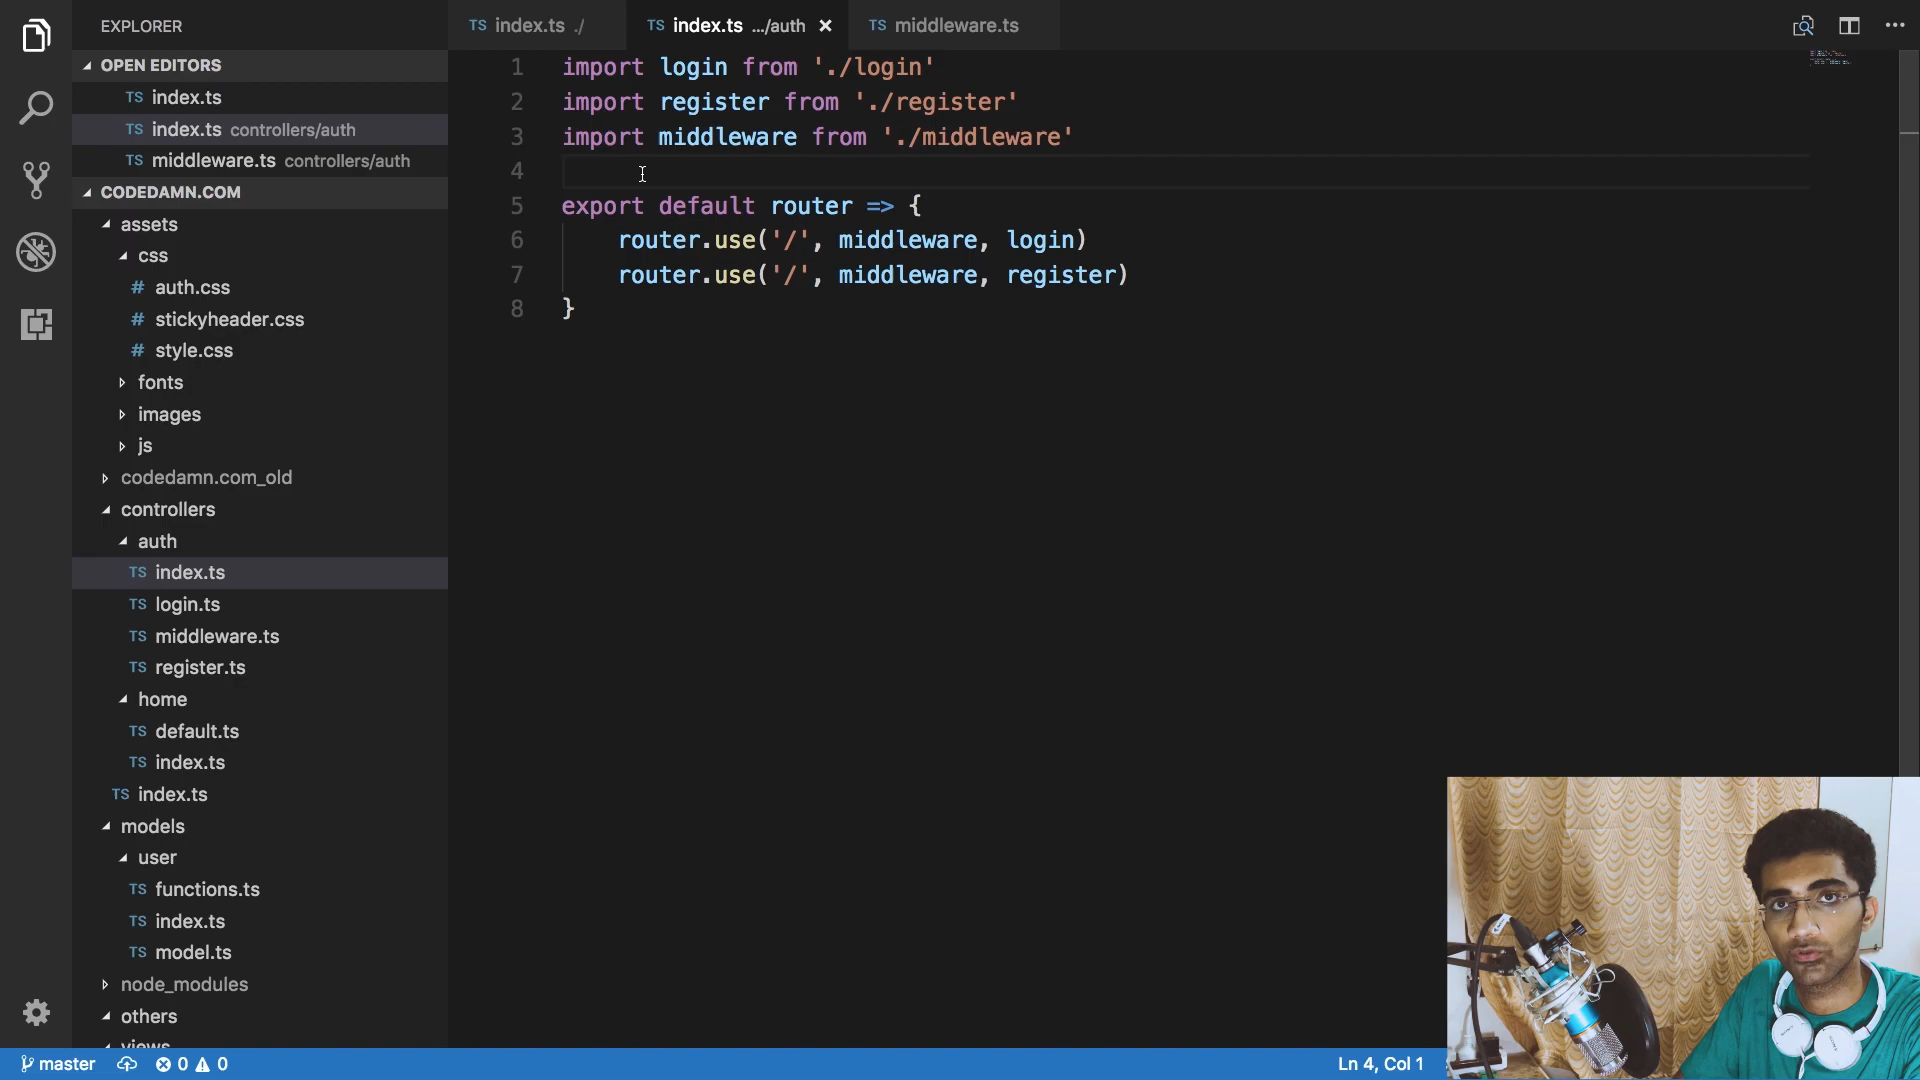 EXPLORER
OPEN EDITORS
TS index.ts
TS index.ts controllers/auth
TS middleware.ts controllers/auth
CODEDAMN.COM
assets
css
# auth.css
# stickyheader.css
# style.css
fonts
images
js
codedamn.com_old
controllers
auth
TS index.ts
TS login.ts
TS middleware.ts
TS register.ts
home
TS default.ts
TS index.ts
TS index.ts
models
user
TS functions.ts
TS index.ts
TS model.ts
node_modules
others
views
TS index.ts ./
TS index.ts .../auth
TS middleware.ts
1 import login from './login'
2 import register from './register'
3 import middleware from './middleware'
4
5 export default router => {
6 router.use('/', middleware, login)
7 router.use('/', middleware, register)
8 }
master 0 0 Ln 4, Col 1